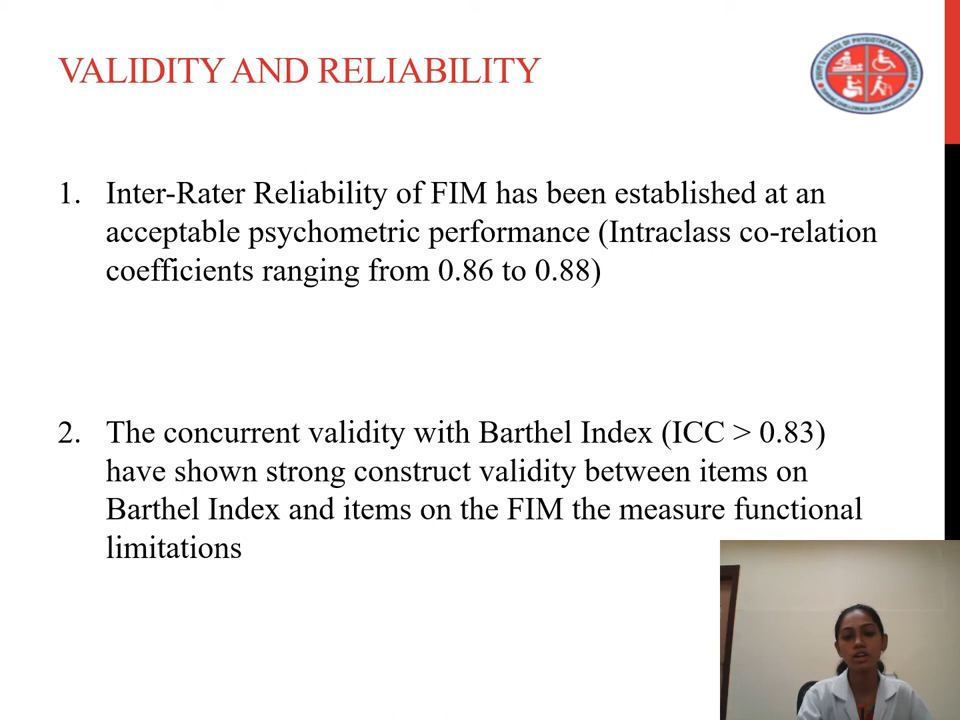 VALIDITY AND RELIABILITY
1. Inter-Rater Reliability of FIM has been established at an
acceptable psychometric performance (Intraclass co-relation
coefficients ranging from 0.86 to 0.88)
2. The concurrent validity with Barthel Index (ICC > 0.83)
have shown strong construct validity between items on
Barthel Index and items on the FIM the measure functional
limitations